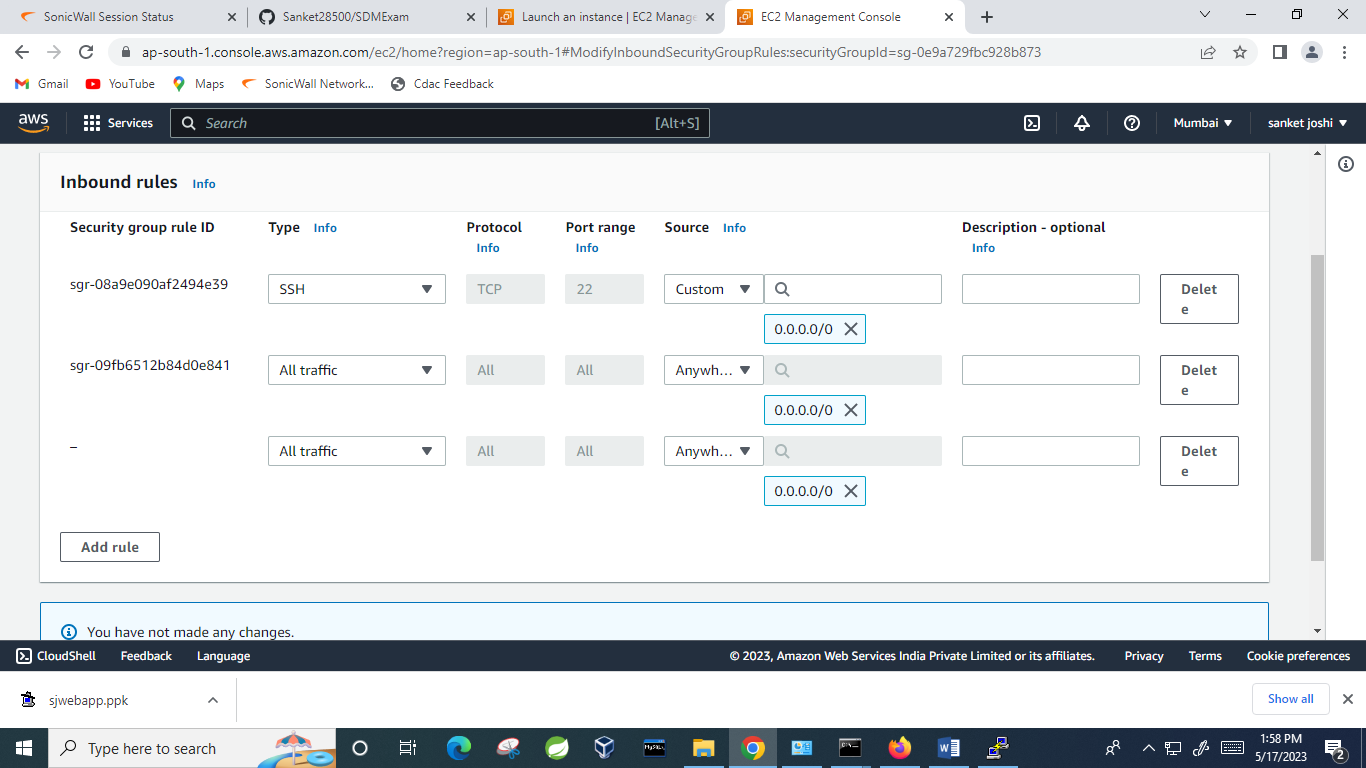 SonicWall Session Status
Sanket28500/SDMExam
Launch an instance | EC2 Manage
EC2 Management Console
ap-south-1.console.aws.amazon.com/ec2/home?region=ap-south-1#ModifyInboundSecurityGroupRules:securityGroupId=sg-0e9a729fbc928b873
Gmail
YouTube
Maps
SonicWall Network...
Cdac Feedback
aws
Services
Search
[Alt+S]
Mumbai
sanket joshi
Inbound rules Info
Security group rule ID
Type Info
Protocol
Info
Port range
Info
Source Info
Description - optional
Info
sgr-08a9e090af2494e39
SSH
TCP
22
Custom
0.0.0.0/0
Delet
e
sgr-09fb6512b84d0e841
All traffic
All
All
Anywh...
0.0.0.0/0
Delet
e
–
All traffic
All
All
Anywh...
0.0.0.0/0
Delet
e
Add rule
You have not made any changes.
CloudShell
Feedback
Language
© 2023, Amazon Web Services India Private Limited or its affiliates.
Privacy
Terms
Cookie preferences
sjwebapp.ppk
Show all
Type here to search
MySQL
1:58 PM
5/17/2023
2